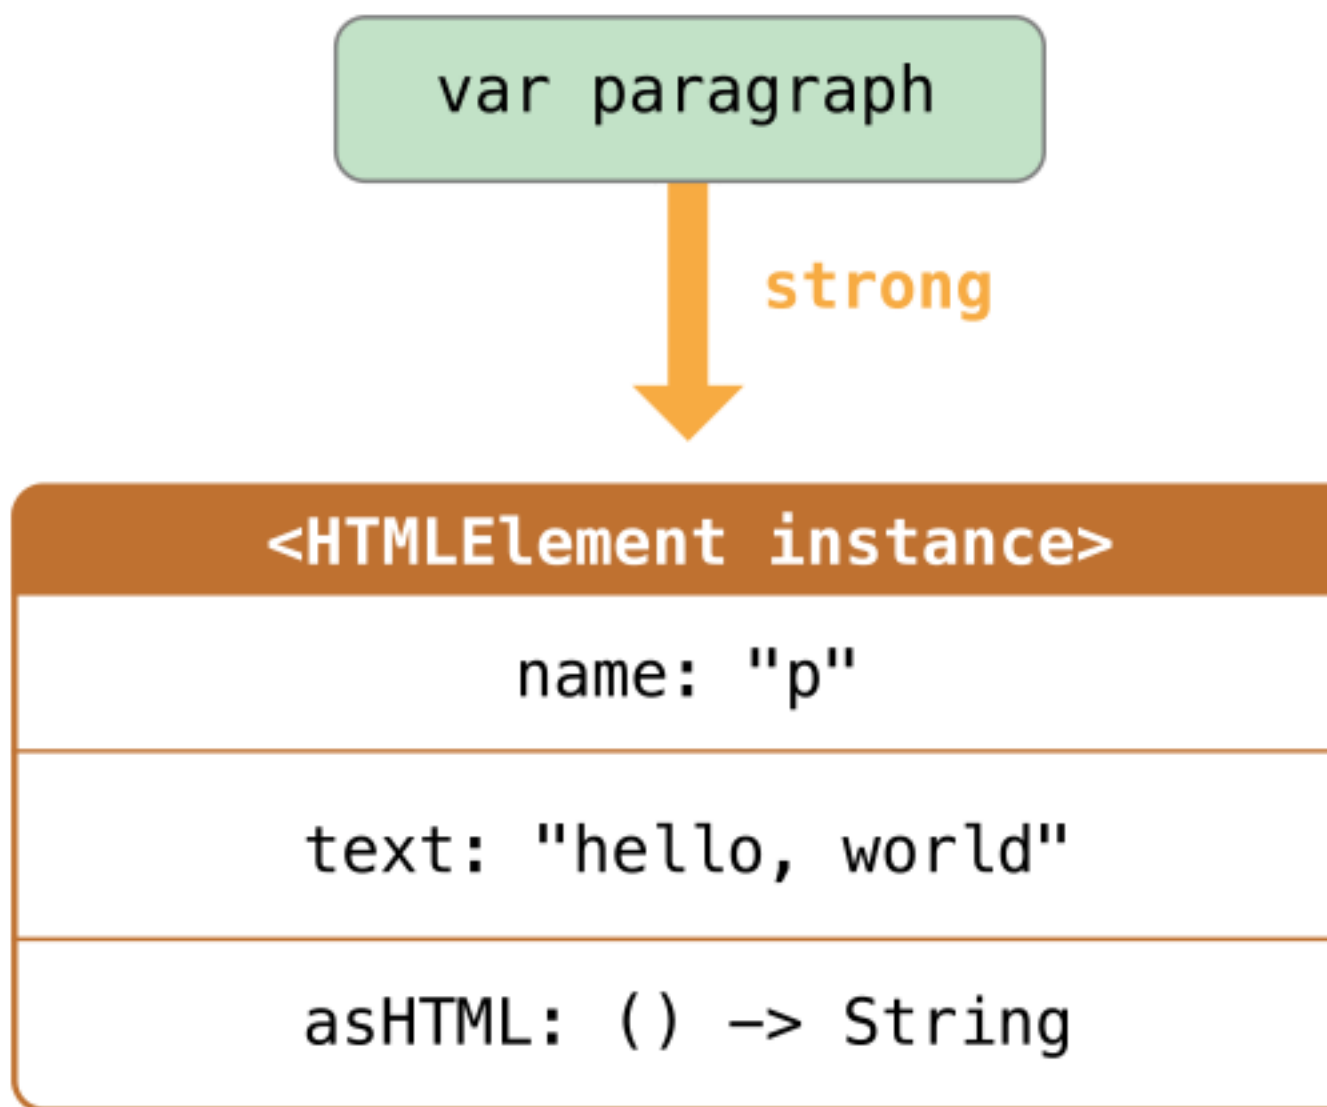 var paragraph
strong
<HTMLElement instance>
name: "p"
text: "hello, world"
asHTML: () -> String